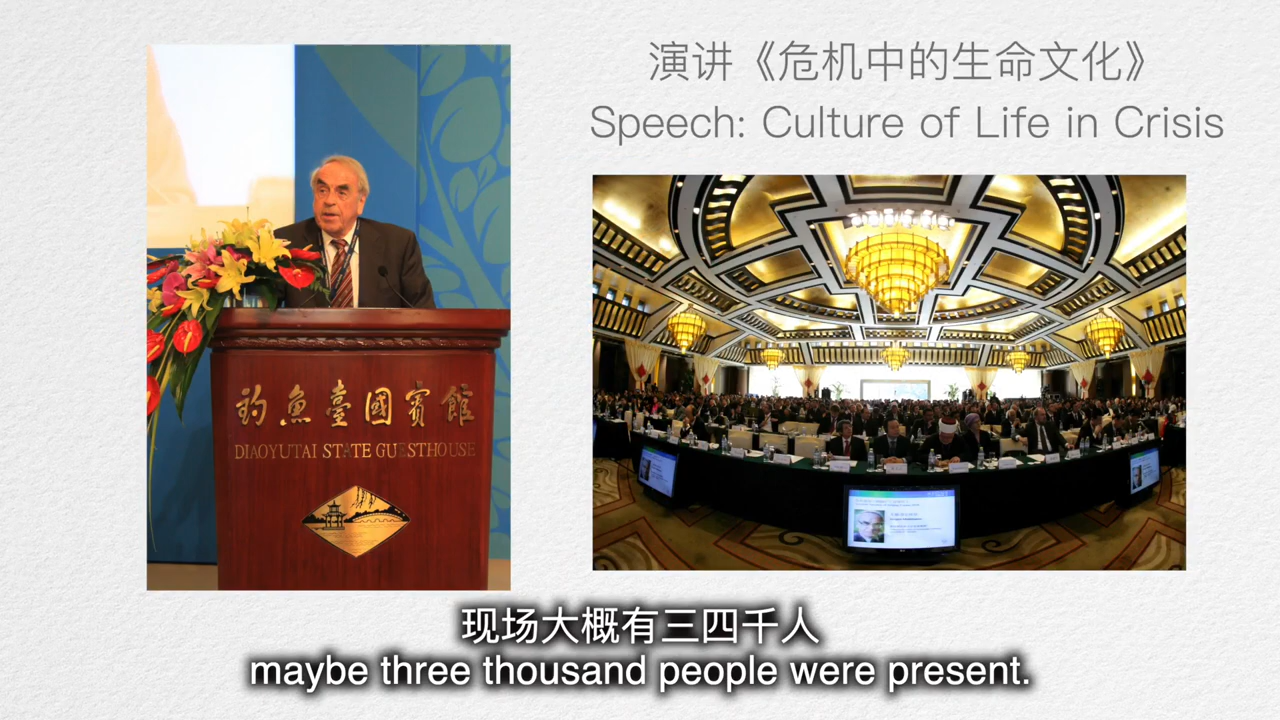 演讲《危机中的生命文化》
Speech: Culture of Life in Crisis
釣魚臺國賓館
DIAOYUTAI STATE GUESTHOUSE
现场大概有三四千人
maybe three thousand people were present.